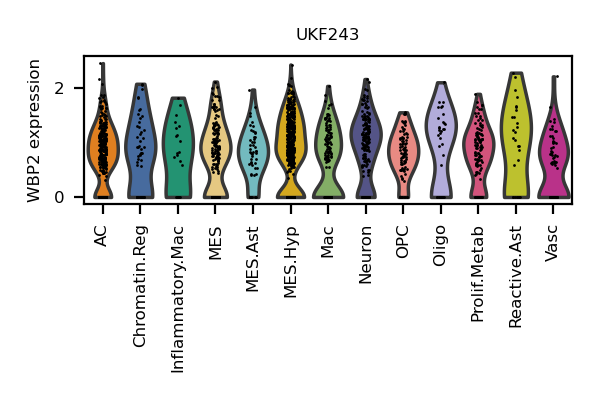 UKF243
WBP2 expression
2
0
AC
Chromatin.Reg
Inflammatory.Mac
MES
MES.Ast
MES.Hyp
Mac
Neuron
OPC
Oligo
Prolif.Metab
Reactive.Ast
Vasc